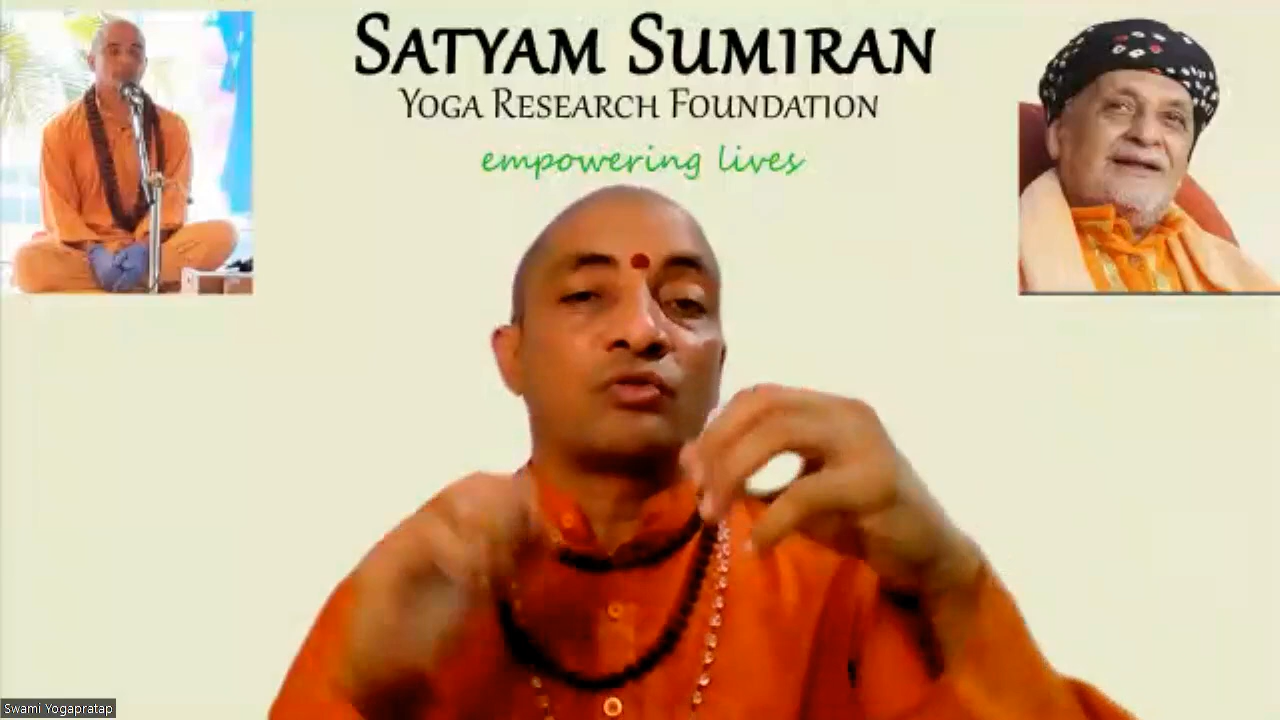 SATYAM SUMIRAN
YOGA RESEARCH FOUNDATION
empowering lives
Swami Yogapratap